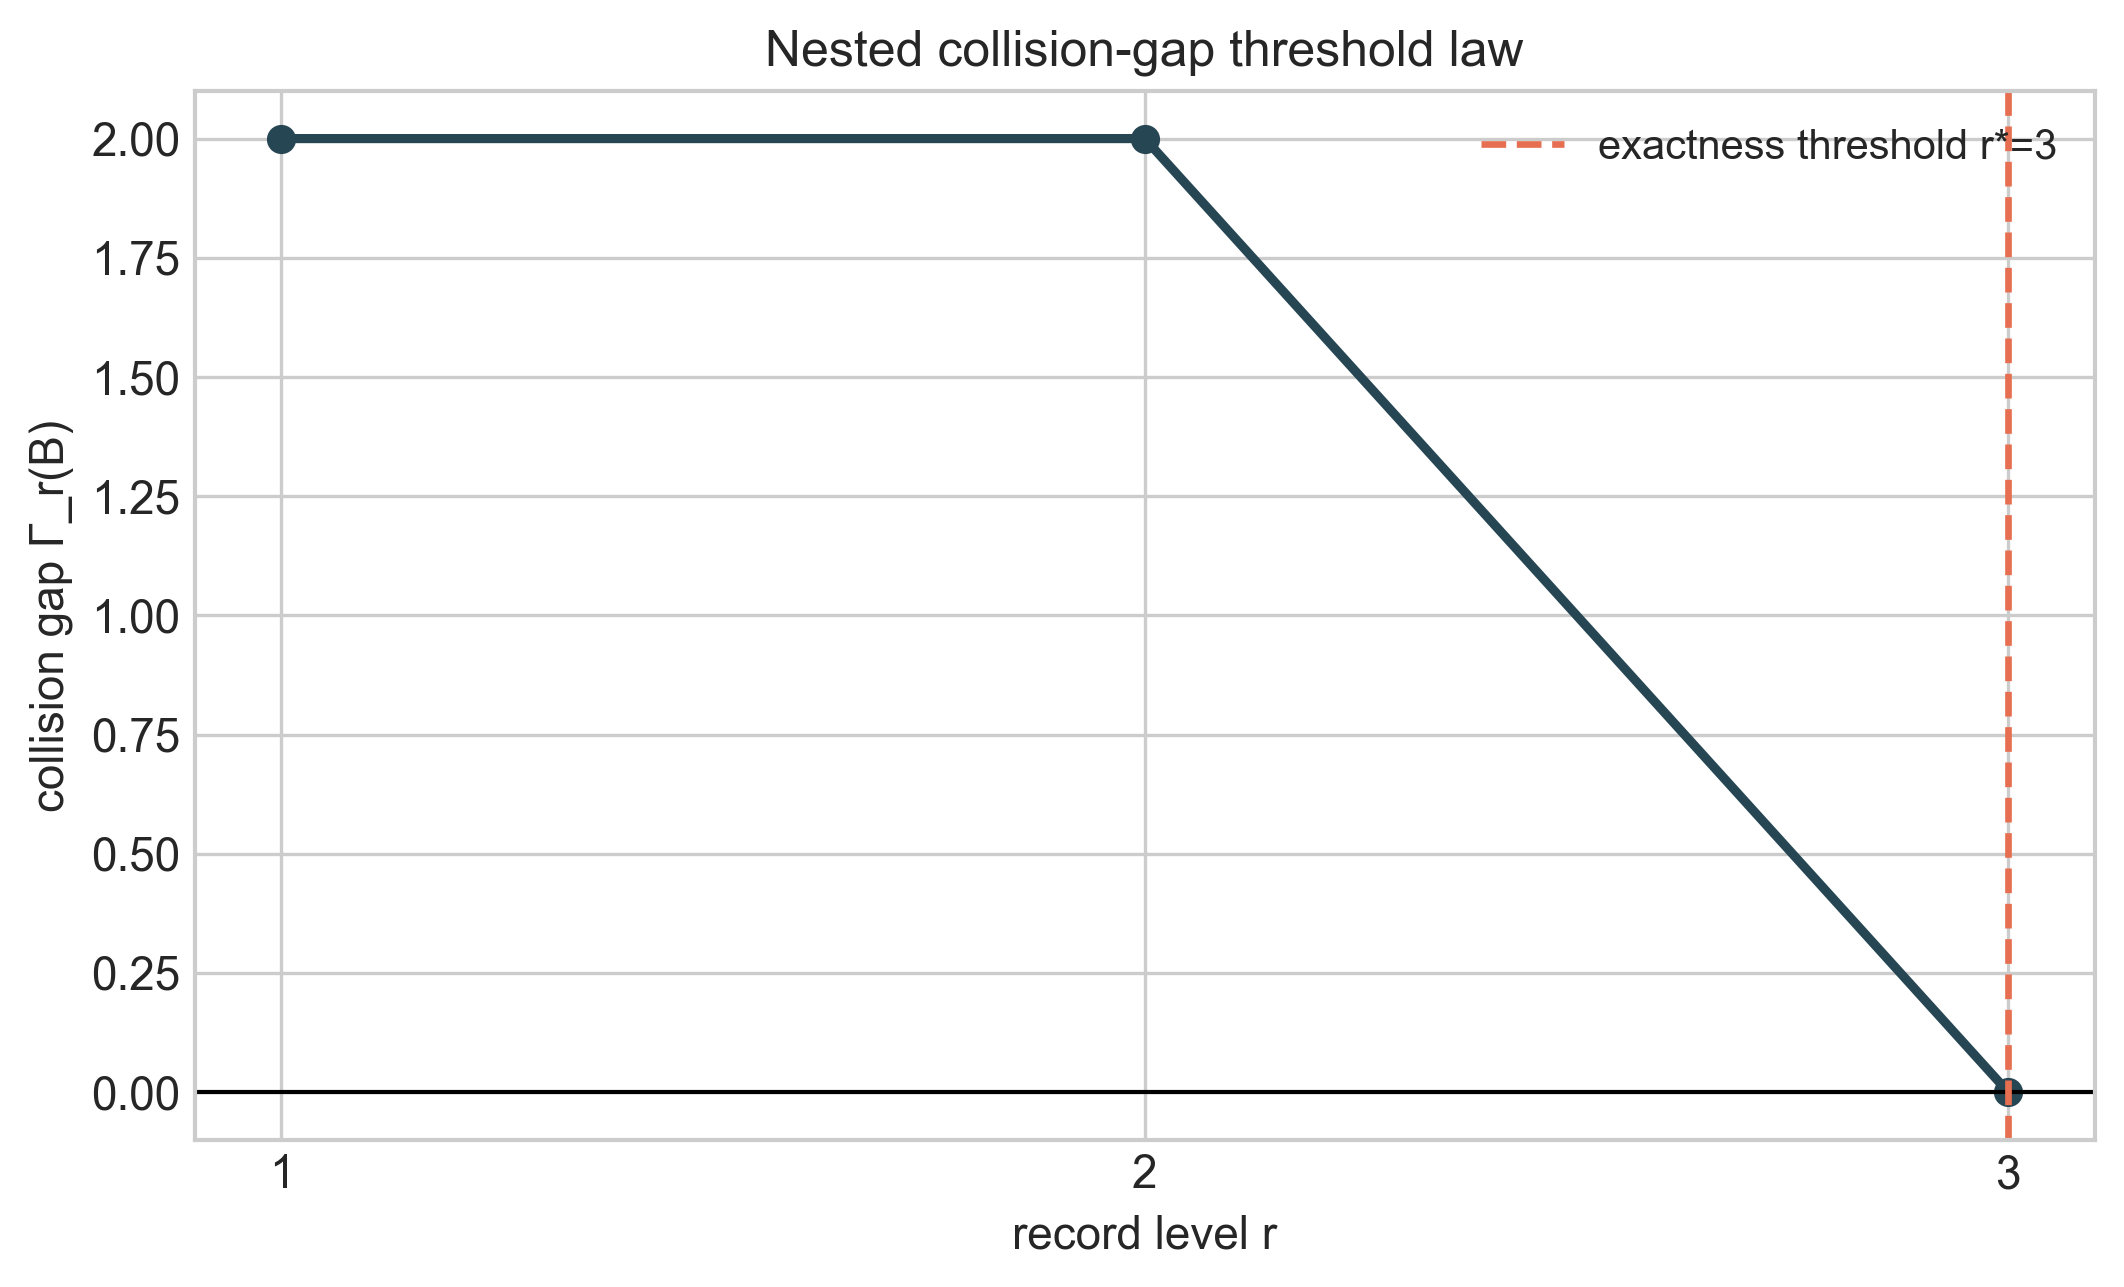 Nested collision-gap threshold law
exactness threshold r*=3
collision gap Γ_r(B)
2.00
1.75
1.50
1.25
1.00
0.75
0.50
0.25
0.00
1 2 3
record level r